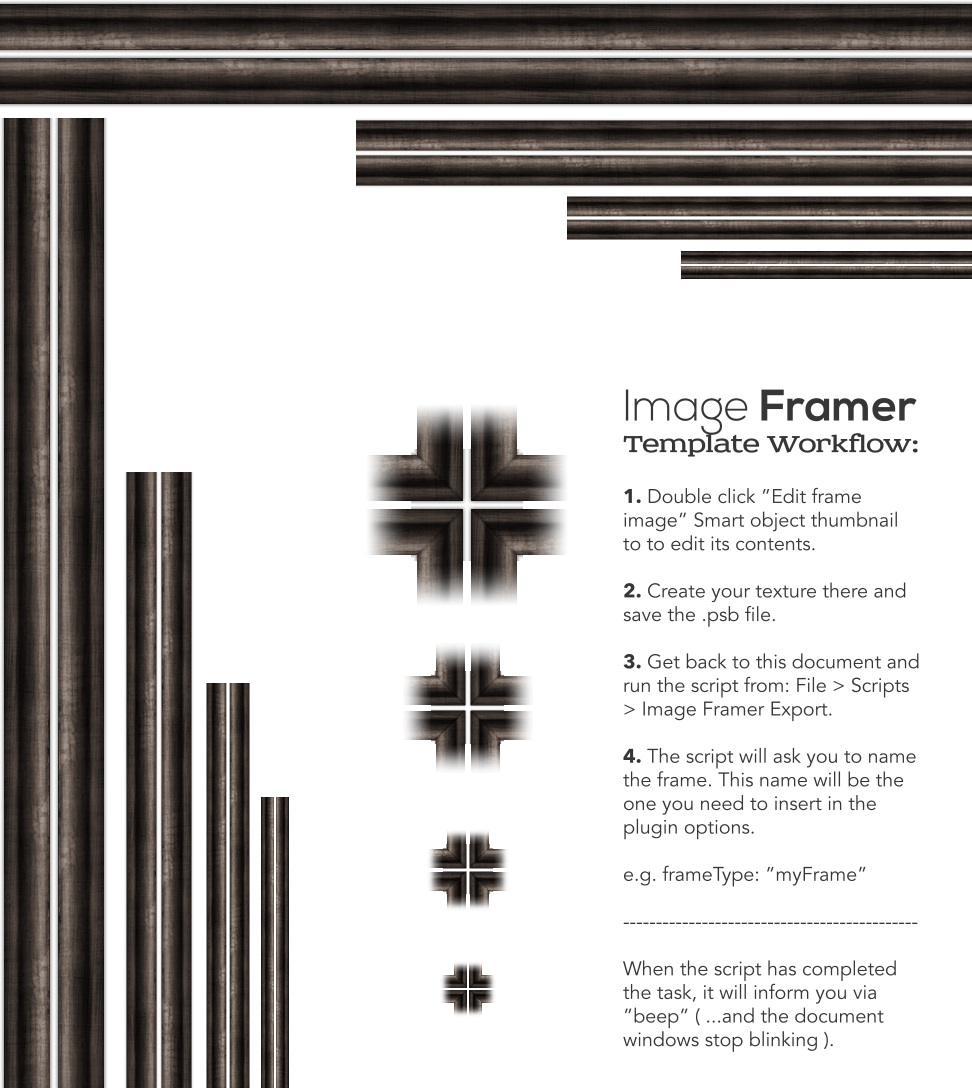 Image Framer
Template Workflow:
1. Double click ”Edit frame
image” Smart object thumbnail
to to edit its contents.
2. Create your texture there and
save the .psb file.
3. Get back to this document and
run the script from: File > Scripts
> Image Framer Export.
4. The script will ask you to name
the frame. This name will be the
one you need to insert in the
plugin options.
e.g. frameType: ”myFrame”
---------------------------------------------
When the script has completed
the task, it will inform you via
”beep” ( ...and the document
windows stop blinking ).